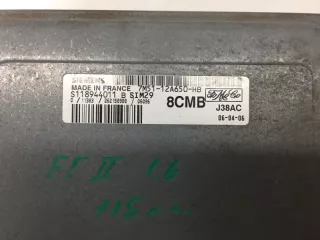 SIEMENS
MADE IN FRANCE 7M51-12A650-HB
S118944011 B SIM29
8CMB
J38AC
06-04-06
FF II 1.6